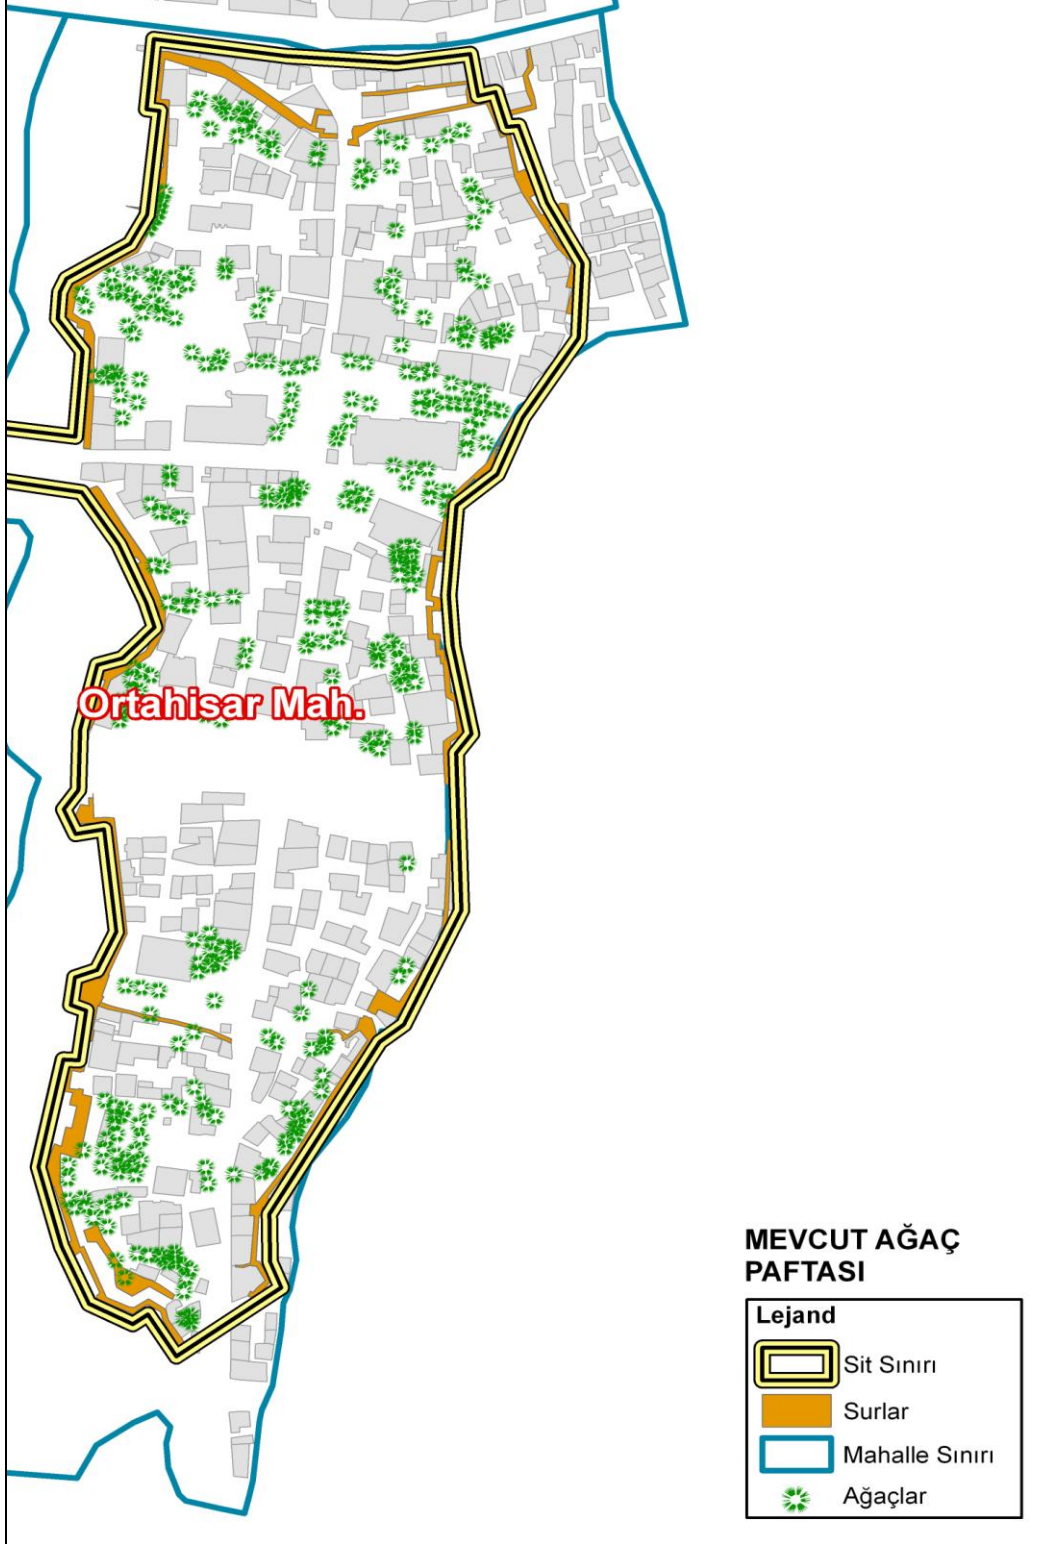 Ortahisar Mah.
MEVCUT AĞAÇ
PAFTASI
Lejand
Sit Sınırı
Surlar
Mahalle Sınırı
Ağaçlar